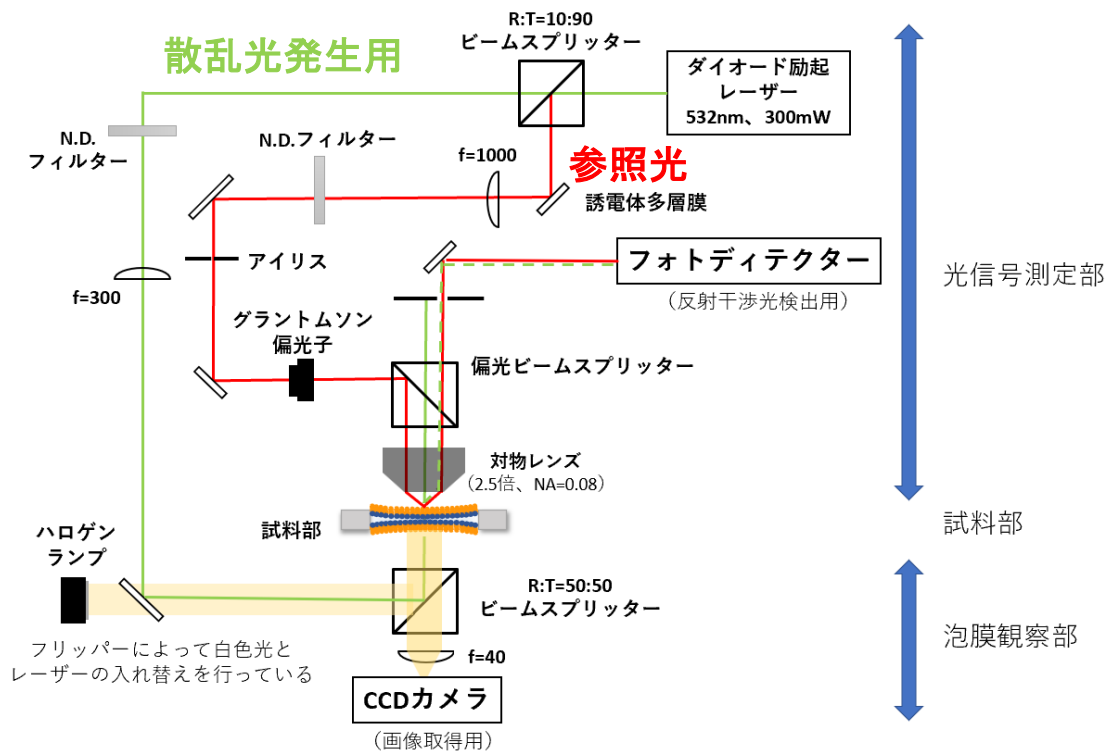 R:T=10:90
ビームスプリッター
散乱光発生用
ダイオード励起
レーザー
532nm、300mW
N.D.
フィルター
N.D.フィルター
f=1000
参照光
誘電体多層膜
アイリス
フォトディテクター
（反射干渉光検出用）
光信号測定部
f=300
グラントムソン
偏光子
偏光ビームスプリッター
対物レンズ
（2.5倍、NA=0.08）
試料部
試料部
ハロゲン
ランプ
R:T=50:50
ビームスプリッター
泡膜観察部
フリッパーによって白色光と
レーザーの入れ替えを行っている
f=40
CCDカメラ
（画像取得用）